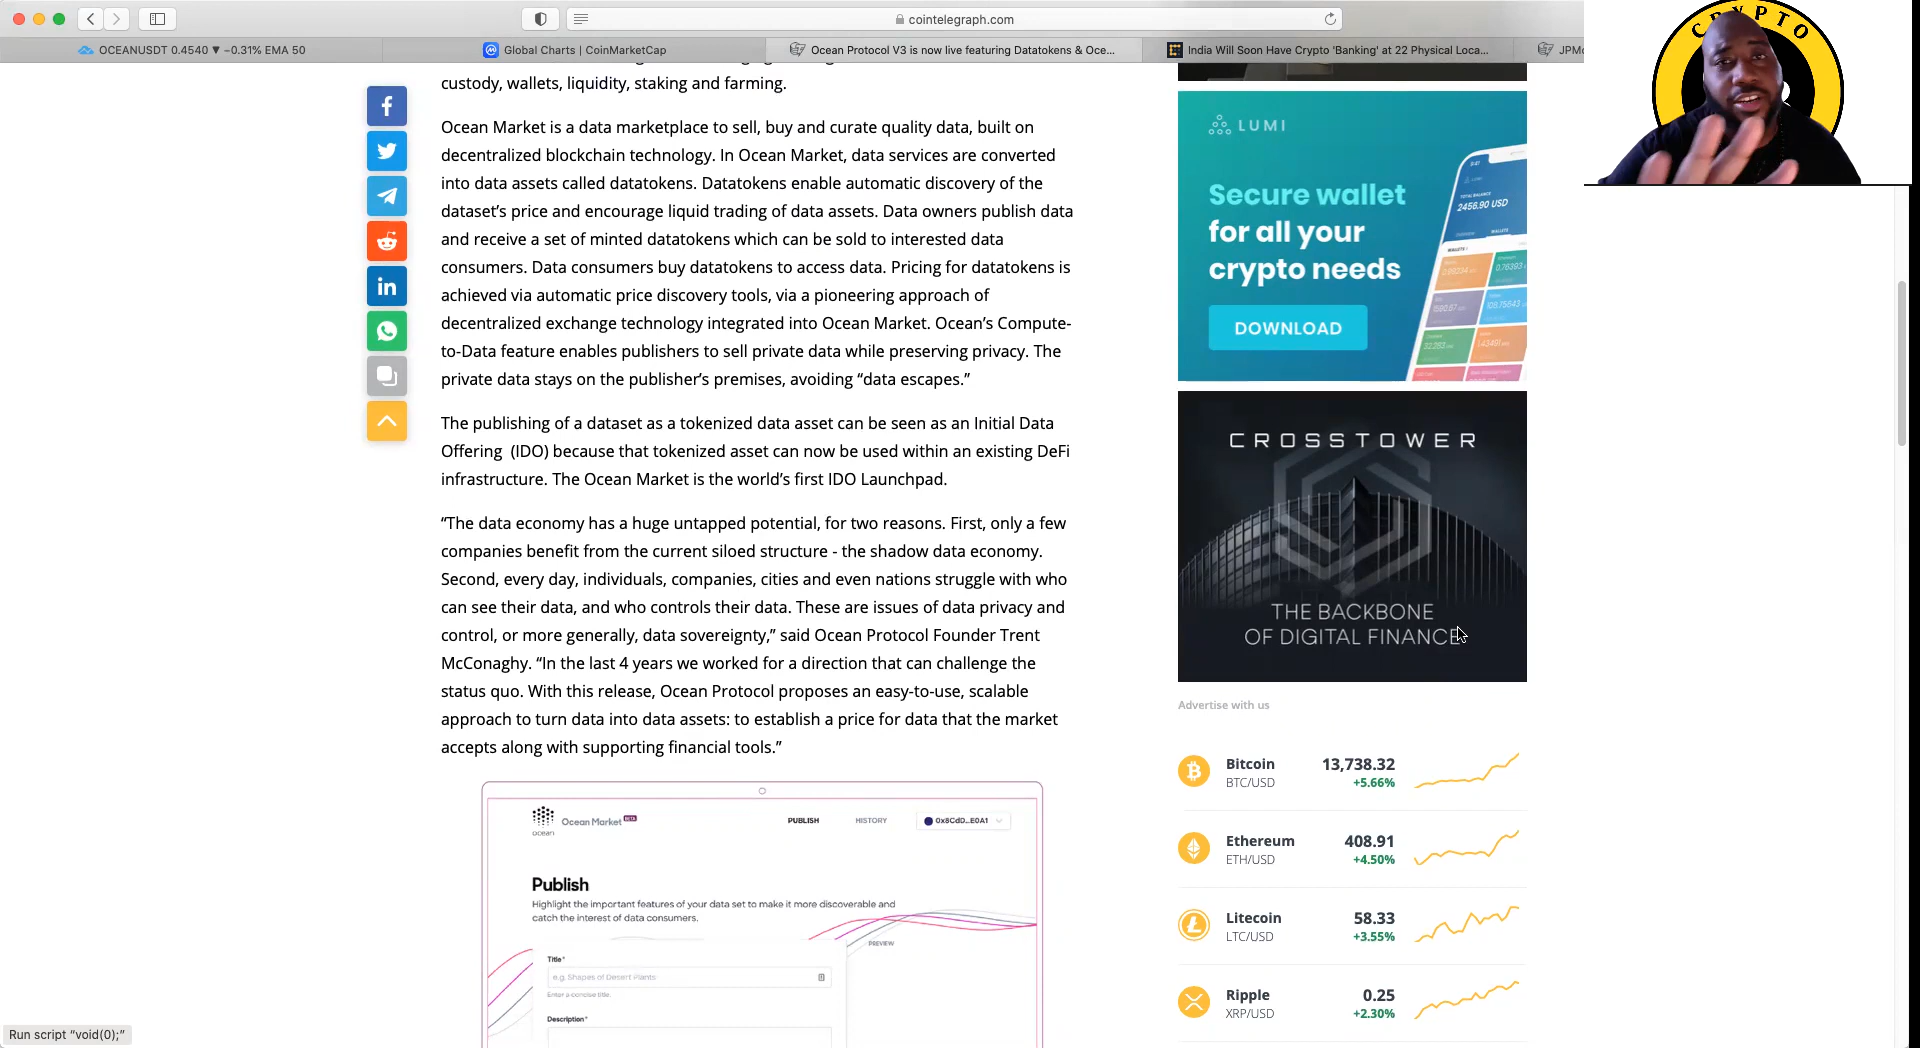 cointelegraph.com
OCEANUSDT 0.4540 ▼ −0.31% EMA 50
Global Charts | CoinMarketCap
Ocean Protocol V3 is now live featuring Datatokens & Oce...
India Will Soon Have Crypto 'Banking' at 22 Physical Loca...
JPMo
CRYPTO
custody, wallets, liquidity, staking and farming.
Ocean Market is a data marketplace to sell, buy and curate quality data, built on
decentralized blockchain technology. In Ocean Market, data services are converted
into data assets called datatokens. Datatokens enable automatic discovery of the
dataset’s price and encourage liquid trading of data assets. Data owners publish data
and receive a set of minted datatokens which can be sold to interested data
consumers. Data consumers buy datatokens to access data. Pricing for datatokens is
achieved via automatic price discovery tools, via a pioneering approach of
decentralized exchange technology integrated into Ocean Market. Ocean’s Compute-
to-Data feature enables publishers to sell private data while preserving privacy. The
private data stays on the publisher’s premises, avoiding “data escapes.”
The publishing of a dataset as a tokenized data asset can be seen as an Initial Data
Offering (IDO) because that tokenized asset can now be used within an existing DeFi
infrastructure. The Ocean Market is the world’s first IDO Launchpad.
“The data economy has a huge untapped potential, for two reasons. First, only a few
companies benefit from the current siloed structure - the shadow data economy.
Second, every day, individuals, companies, cities and even nations struggle with who
can see their data, and who controls their data. These are issues of data privacy and
control, or more generally, data sovereignty,” said Ocean Protocol Founder Trent
McConaghy. “In the last 4 years we worked for a direction that can challenge the
status quo. With this release, Ocean Protocol proposes an easy-to-use, scalable
approach to turn data into data assets: to establish a price for data that the market
accepts along with supporting financial tools.”
ocean
Ocean Market BETA
PUBLISH
HISTORY
0x8CdD...E0A1
Publish
Highlight the important features of your data set to make it more discoverable and
catch the interest of data consumers.
PREVIEW
Title*
e.g. Shapes of Desert Plants
Enter a concise title.
Description*
LUMI
Secure wallet
for all your
crypto needs
DOWNLOAD
TOTAL BALANCE
2456.90 USD
CROSSTOWER
THE BACKBONE
OF DIGITAL FINANCE
Advertise with us
Bitcoin 13,738.32
BTC/USD +5.66%
Ethereum 408.91
ETH/USD +4.50%
Litecoin 58.33
LTC/USD +3.55%
Ripple 0.25
XRP/USD +2.30%
Run script “void(0);”